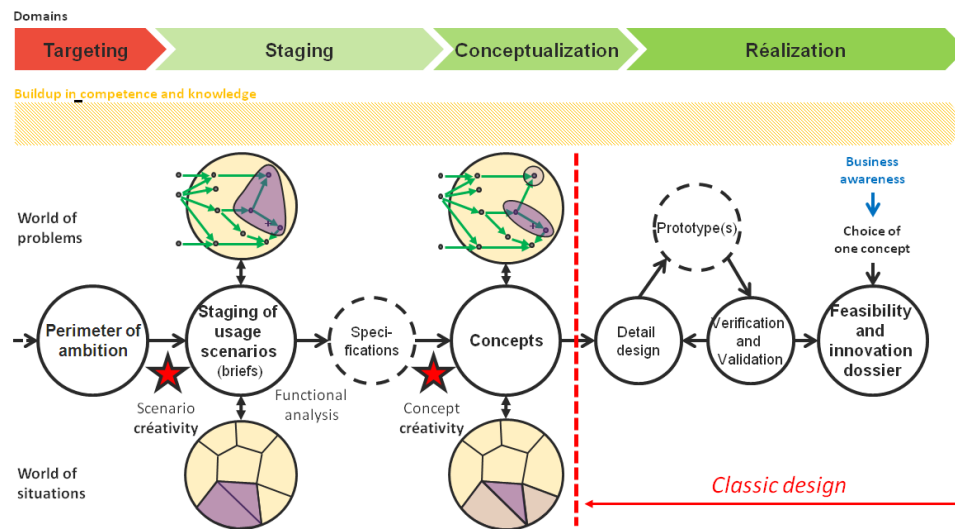 Domains
Targeting
Staging
Conceptualization
Réalization
Buildup in competence and knowledge
World of
problems
Business
awareness
Choice of
one concept
Prototype(s)
Perimeter of
ambition
Staging of
usage
scenarios
(briefs)
Speci-
fications
Concepts
Detail
design
Verification
and
Validation
Feasibility
and
innovation
dossier
Scenario
créativity
Functional
analysis
Concept
créativity
World of
situations
Classic design